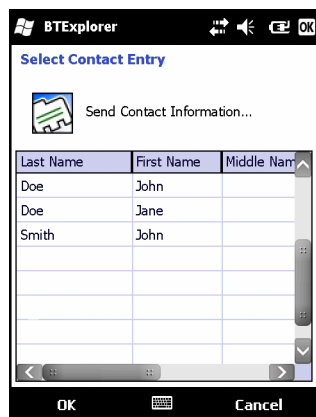 BTExplorer OK
Select Contact Entry
Send Contact Information...
Last Name First Name Middle Nam
Doe John
Doe Jane
Smith John
OK Cancel